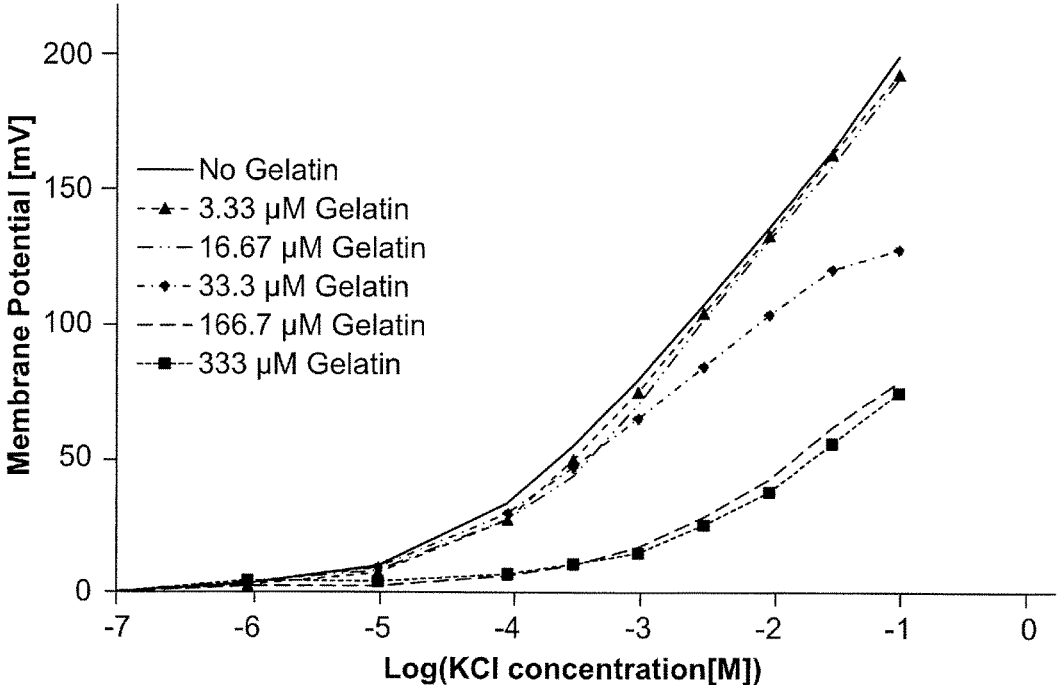 200
150
100
50
0
Membrane Potential [mV]
No Gelatin
3.33 µM Gelatin
16.67 µM Gelatin
33.3 µM Gelatin
166.7 µM Gelatin
333 µM Gelatin
-7 -6 -5 -4 -3 -2 -1 0
Log(KCl concentration[M])